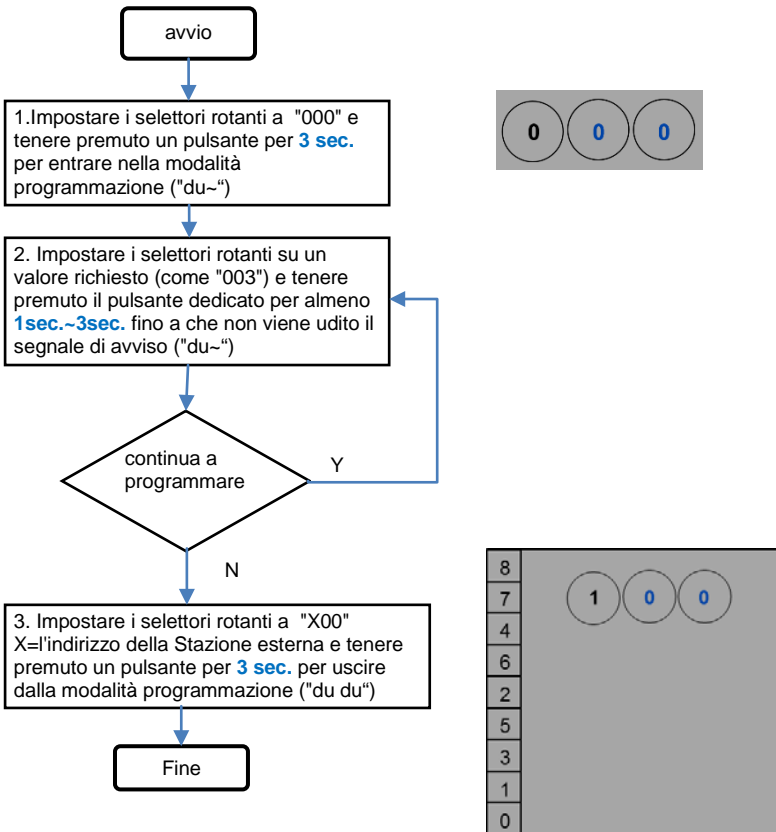 avvio
1.Impostare i selettori rotanti a "000" e
tenere premuto un pulsante per 3 sec.
per entrare nella modalità
programmazione ("du~“)
0 0 0
2. Impostare i selettori rotanti su un
valore richiesto (come "003") e tenere
premuto il pulsante dedicato per almeno
1sec.~3sec. fino a che non viene udito il
segnale di avviso ("du~“)
continua a
programmare
Y
N
3. Impostare i selettori rotanti a "X00"
X=l'indirizzo della Stazione esterna e tenere
premuto un pulsante per 3 sec. per uscire
dalla modalità programmazione ("du du“)
Fine
8
7
4
6
2
5
3
1
0
1 0 0